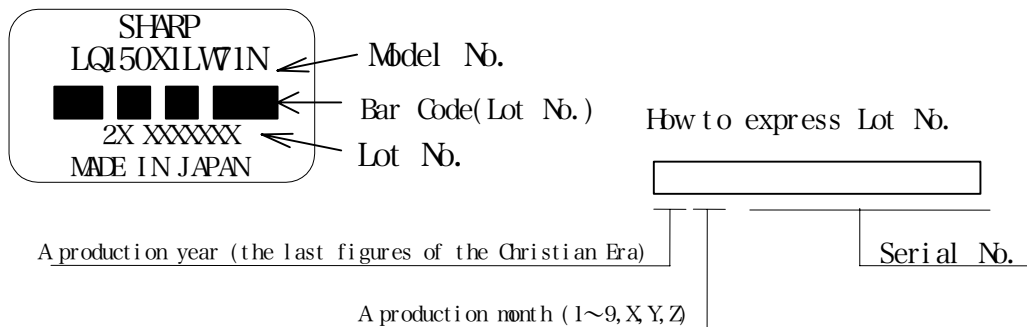 SHARP
LQ150X1LW71N
Model No.
Bar Code(Lot No.)
2X XXXXXXX
Lot No.
MADE IN JAPAN
How to express Lot No.
A production year (the last figures of the Christian Era)
Serial No.
A production month (1~9,X,Y,Z)